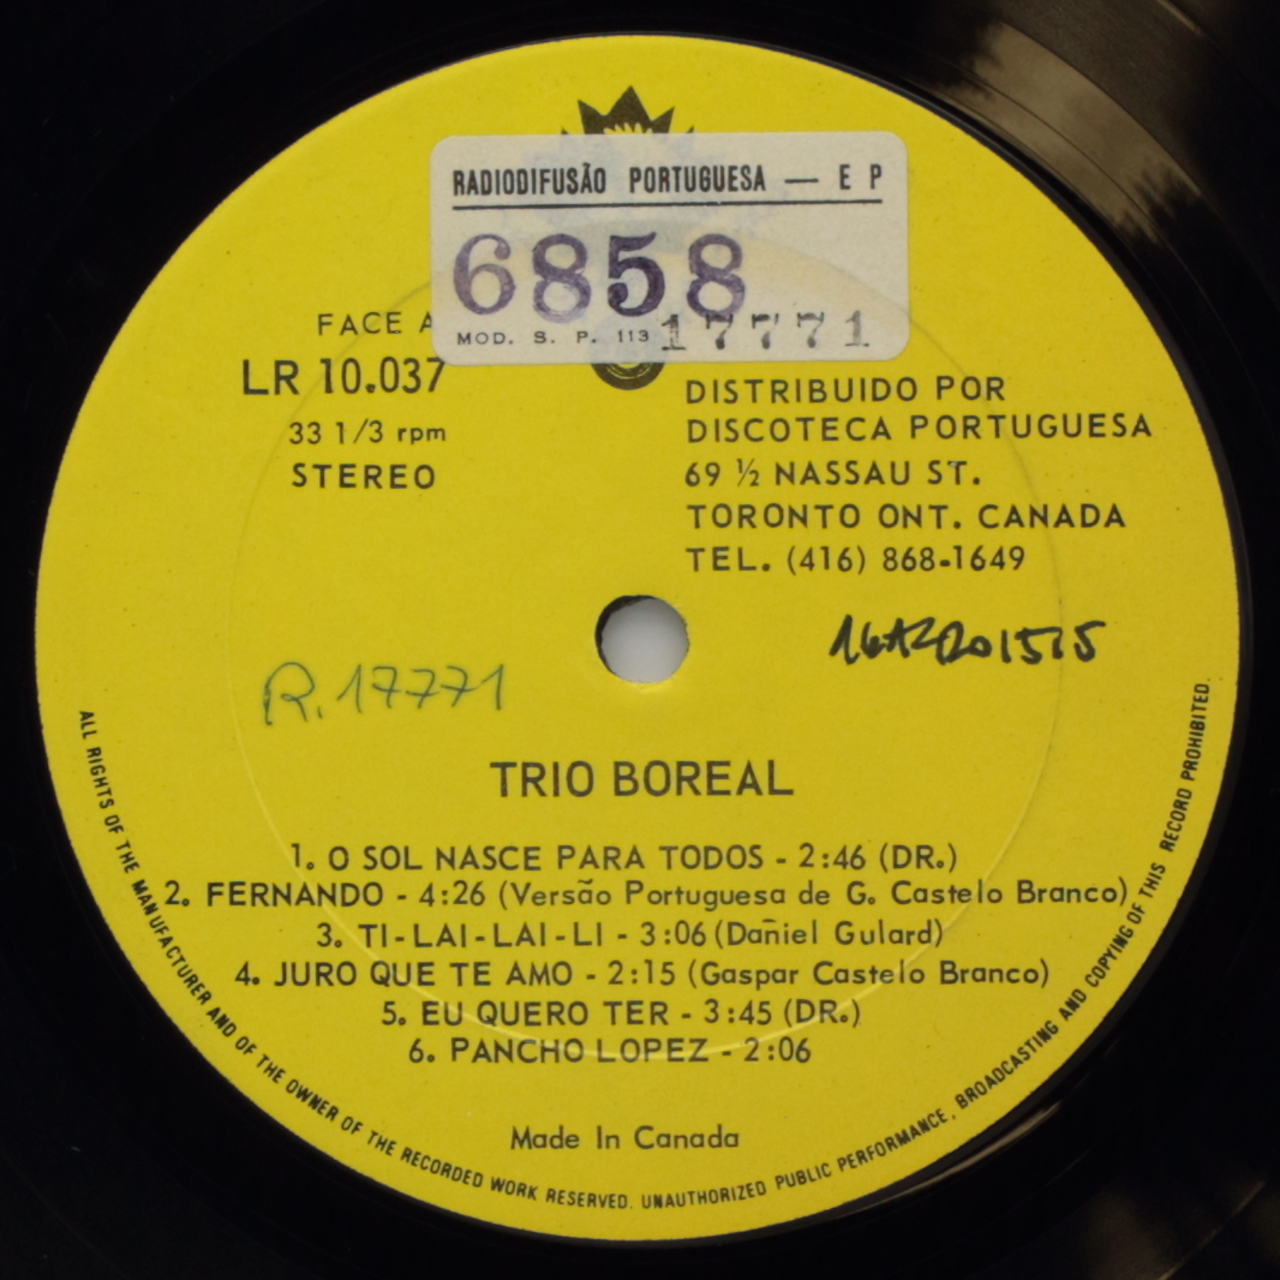 RADIODIFUSÃO PORTUGUESA — E P
6858
MOD. S. P. 113 17771
FACE A
LR 10.037
33 1/3 rpm
STEREO
DISTRIBUIDO POR
DISCOTECA PORTUGUESA
69 ½ NASSAU ST.
TORONTO ONT. CANADA
TEL. (416) 868-1649
R.17771
TRIO BOREAL
1. O SOL NASCE PARA TODOS - 2:46 (DR.)
2. FERNANDO - 4:26 (Versão Portuguesa de G. Castelo Branco)
3. TI-LAI-LAI-LI - 3:06 (Dañiel Gulard)
4. JURO QUE TE AMO - 2:15 (Gaspar Castelo Branco)
5. EU QUERO TER - 3:45 (DR.)
6. PANCHO LOPEZ - 2:06
Made In Canada
ALL RIGHTS OF THE MANUFACTURER AND OF THE OWNER OF THE RECORDED WORK RESERVED. UNAUTHORIZED PUBLIC PERFORMANCE, BROADCASTING AND COPYING OF THIS RECORD PROHIBITED.